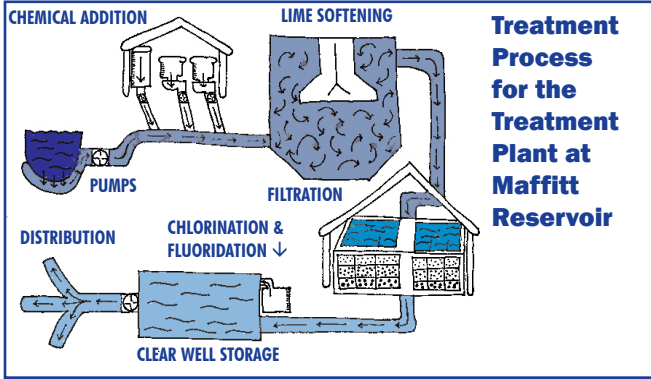 CHEMICAL ADDITION
LIME SOFTENING
Treatment
Process
for the
Treatment
Plant at
Maffitt
Reservoir
PUMPS
FILTRATION
DISTRIBUTION
CHLORINATION &
FLUORIDATION ↓
CLEAR WELL STORAGE